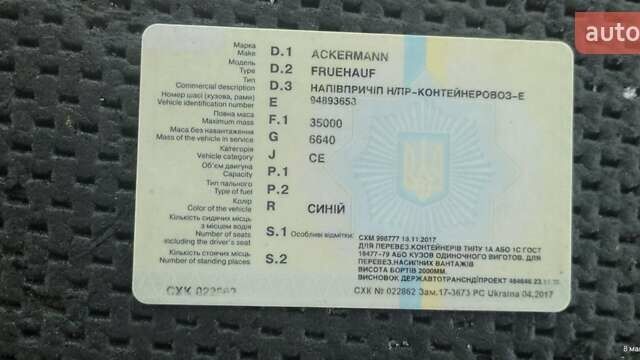 auto
Марка D.1 ACKERMANN
Make
Модель D.2 FRUEHAUF
Type
Тип D.3 НАПІВПРИЧІП Н/ПР-КОНТЕЙНЕРОВОЗ-Е
Commercial description
Номер шасі (кузова, рами) E 94893653
Vehicle identification number
Повна маса F.1 35000
Maximum mass
Маса без навантаження G 6640
Mass of the vehicle in service
Категорія J CE
Vehicle category
Об'єм двигуна P.1
Capacity
Тип пального P.2
Type of fuel
Колір R СИНІЙ
Color of the vehicle
Кількість сидячих місць
з місцем водія S.1 Особливі відмітки:
Number of seats
including the driver's seat
Кількість стоячих місць S.2
Number of standing places
СХМ 998777 18.11.2017
ДЛЯ ПЕРЕВЕЗ.КОНТЕЙНЕРІВ ТИПУ 1А АБО 1С ГОСТ
18477-79 АБО КУЗОВ ОДИНОЧНОГО ВИГОТОВ. ДЛЯ
ПЕРЕВЕЗ.НАСИПНИХ ВАНТАЖІВ
ВИСОТА БОРТІВ 2000ММ.
ВИСНОВОК ДЕРЖАВТОТРАНСНДІПРОЕКТ
СХК 022862
СХК № 022862 Зам.17-3673 РС Ukraina 04.2017